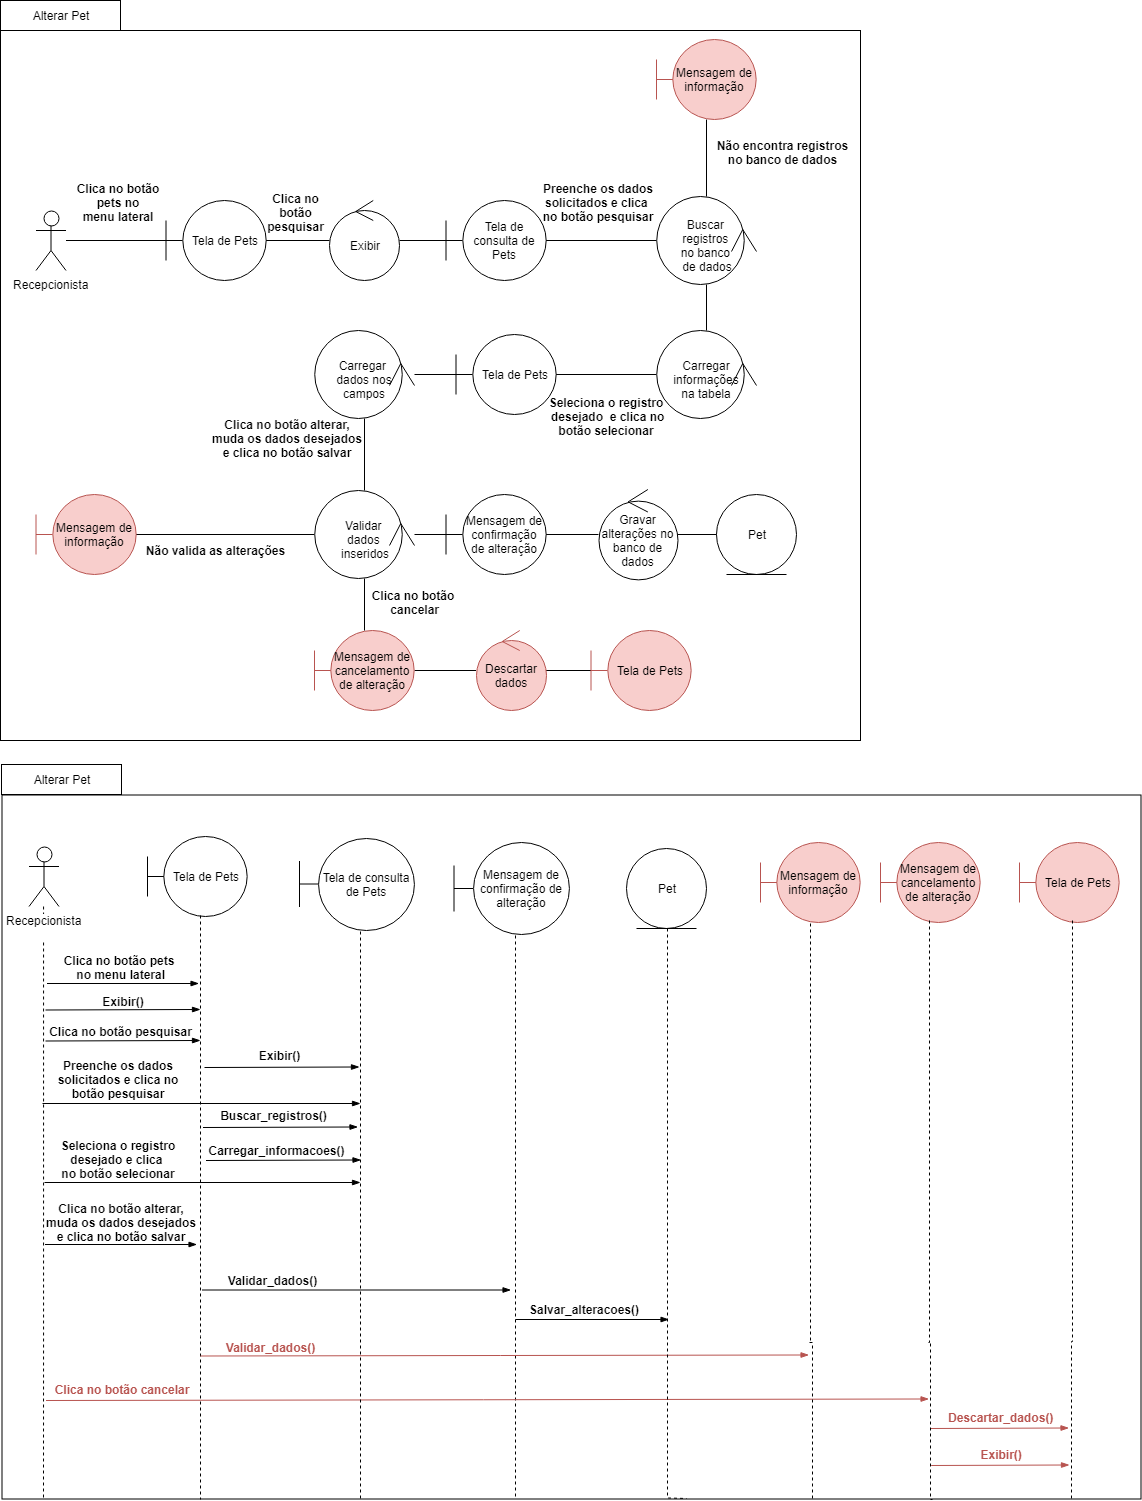 Alterar Pet
Mensagem de
informação
Não encontra registros
no banco de dados
Clica no botão
pets no
menu lateral
Recepcionista
Tela de Pets
Clica no
botão
pesquisar
Exibir
Tela de
consulta de
Pets
Preenche os dados
solicitados e clica
no botão pesquisar
Buscar
registros
no banco
de dados
Carregar
dados nos
campos
Tela de Pets
Seleciona o registro
desejado e clica no
botão selecionar
Carregar
informações
na tabela
Clica no botão alterar,
muda os dados desejados
e clica no botão salvar
Mensagem de
informação
Não valida as alterações
Validar
dados
inseridos
Mensagem de
confirmação
de alteração
Gravar
alterações no
banco de
dados
Pet
Clica no botão
cancelar
Mensagem de
cancelamento
de alteração
Descartar
dados
Tela de Pets
Alterar Pet
Recepcionista
Tela de Pets
Tela de consulta
de Pets
Mensagem de
confirmação de
alteração
Pet
Mensagem de
informação
Mensagem de
cancelamento
de alteração
Tela de Pets
Clica no botão pets
no menu lateral
Exibir()
Clica no botão pesquisar
Exibir()
Preenche os dados
solicitados e clica no
botão pesquisar
Buscar_registros()
Seleciona o registro
desejado e clica
no botão selecionar
Carregar_informacoes()
Clica no botão alterar,
muda os dados desejados
e clica no botão salvar
Validar_dados()
Salvar_alteracoes()
Validar_dados()
Clica no botão cancelar
Descartar_dados()
Exibir()